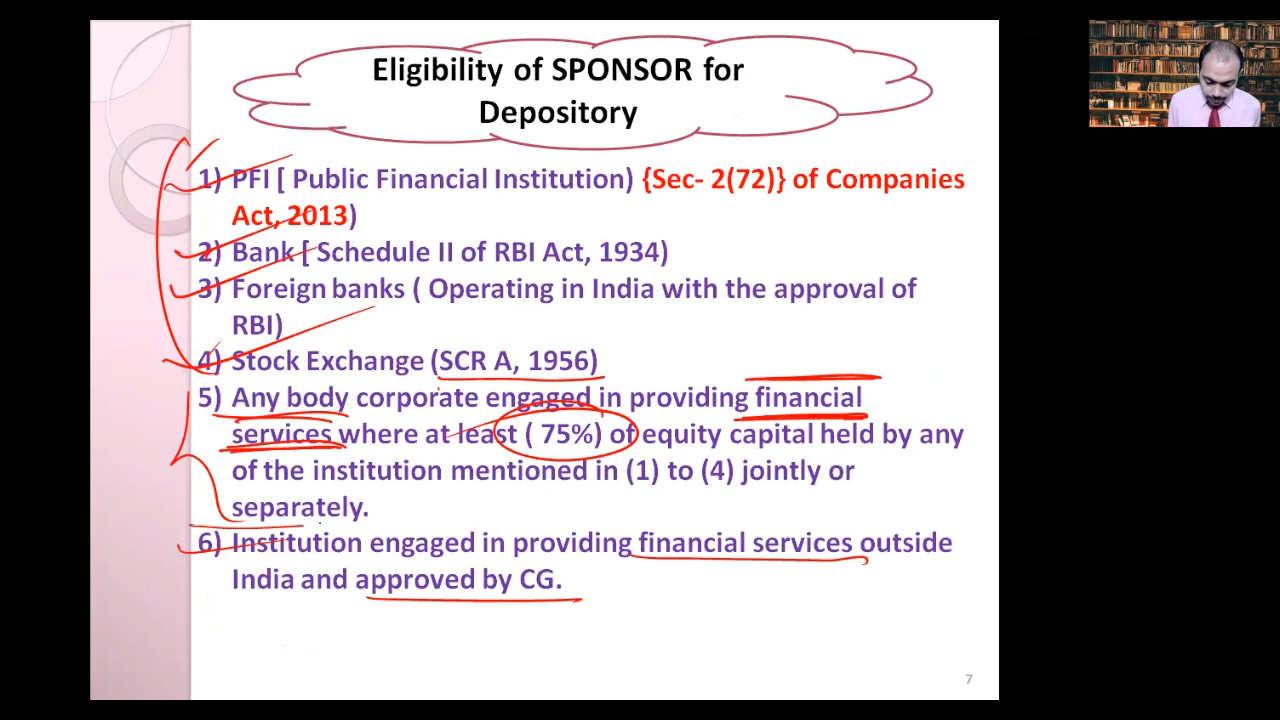 Eligibility of SPONSOR for
Depository
1) PFI [ Public Financial Institution) {Sec- 2(72)} of Companies
Act, 2013)
2) Bank [ Schedule II of RBI Act, 1934)
3) Foreign banks ( Operating in India with the approval of
RBI)
4) Stock Exchange (SCR A, 1956)
5) Any body corporate engaged in providing financial
services where at least ( 75%) of equity capital held by any
of the institution mentioned in (1) to (4) jointly or
separately.
6) Institution engaged in providing financial services outside
India and approved by CG.
7